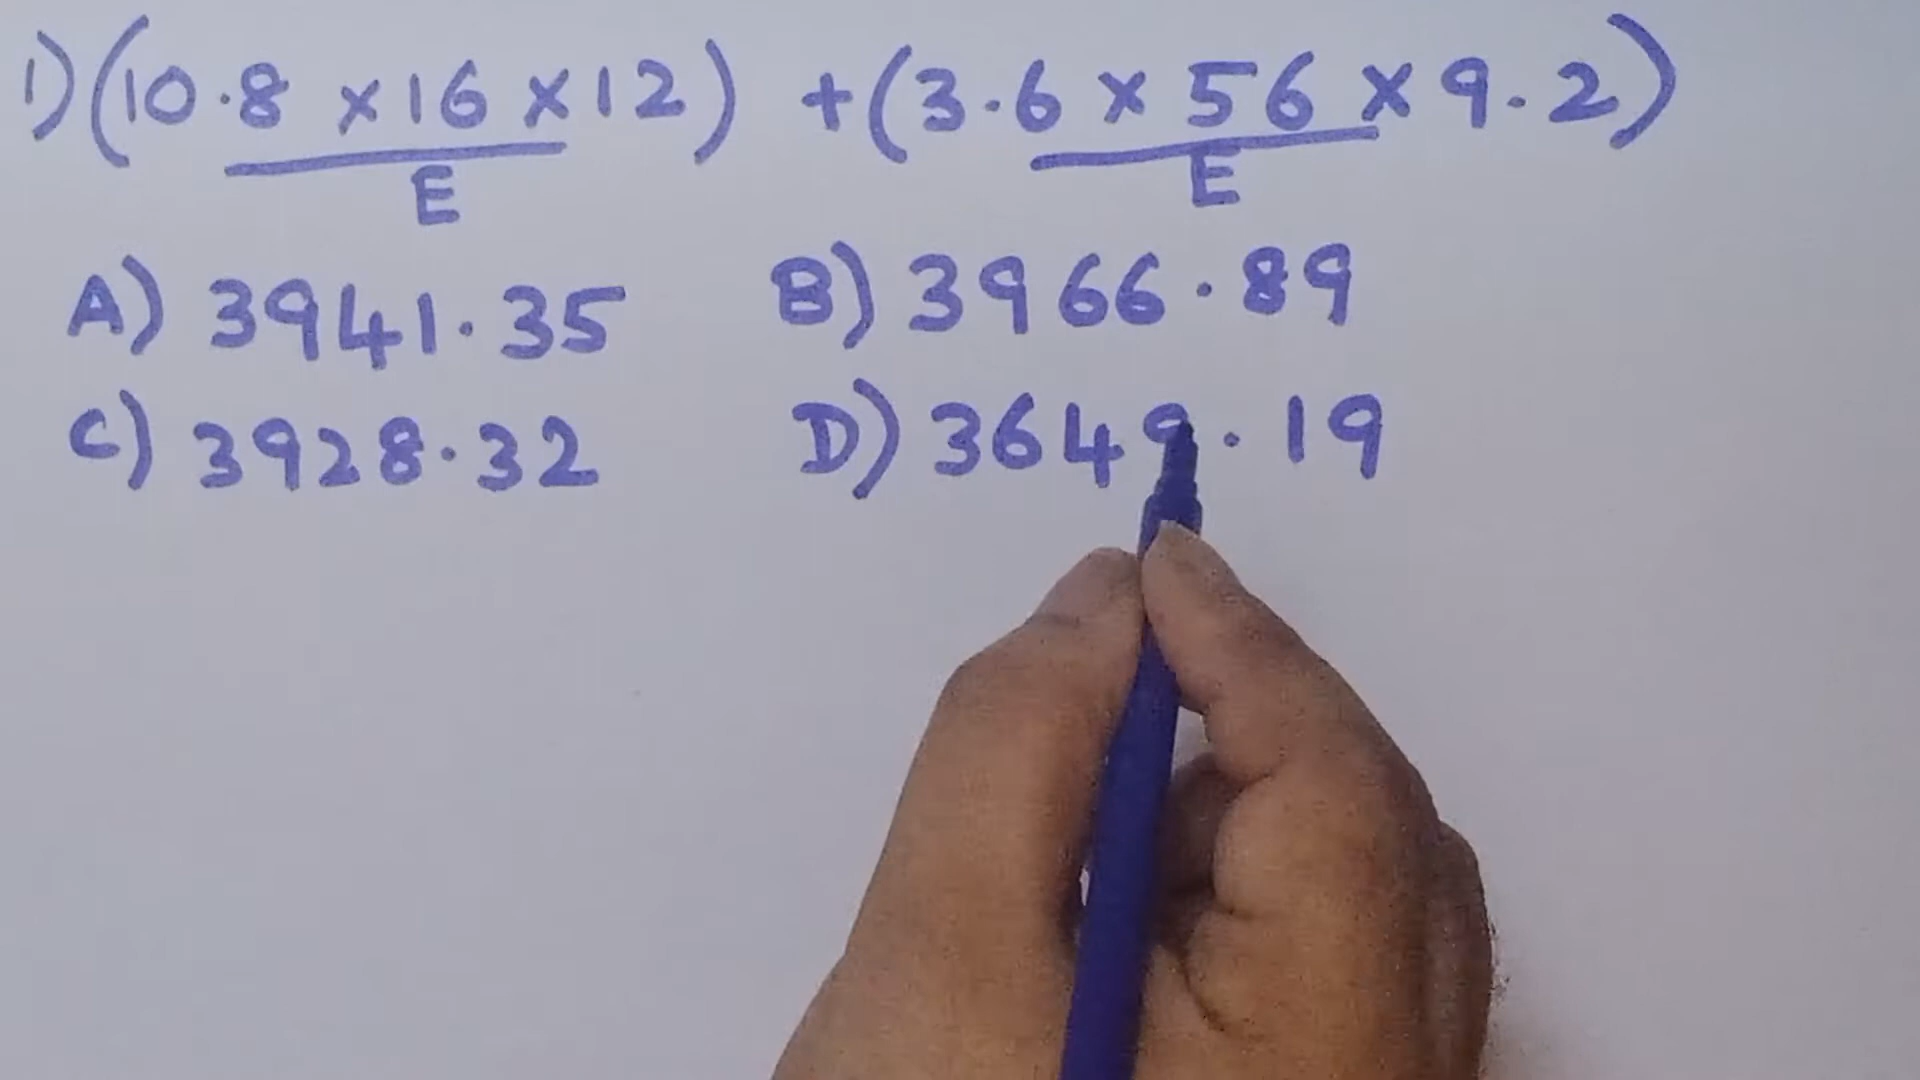 1) (10.8 × 16 × 12) + (3.6 × 56 × 9.2)
E E
A) 3941.35 B) 3966.89
C) 3928.32 D) 3649.19